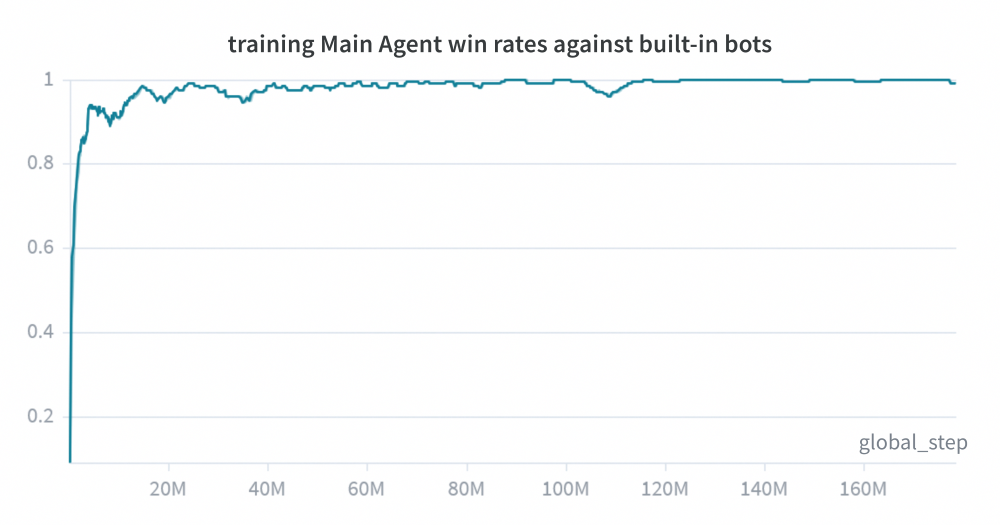 training Main Agent win rates against built-in bots
1
0.8
0.6
0.4
0.2
global_step
20M 40M 60M 80M 100M 120M 140M 160M